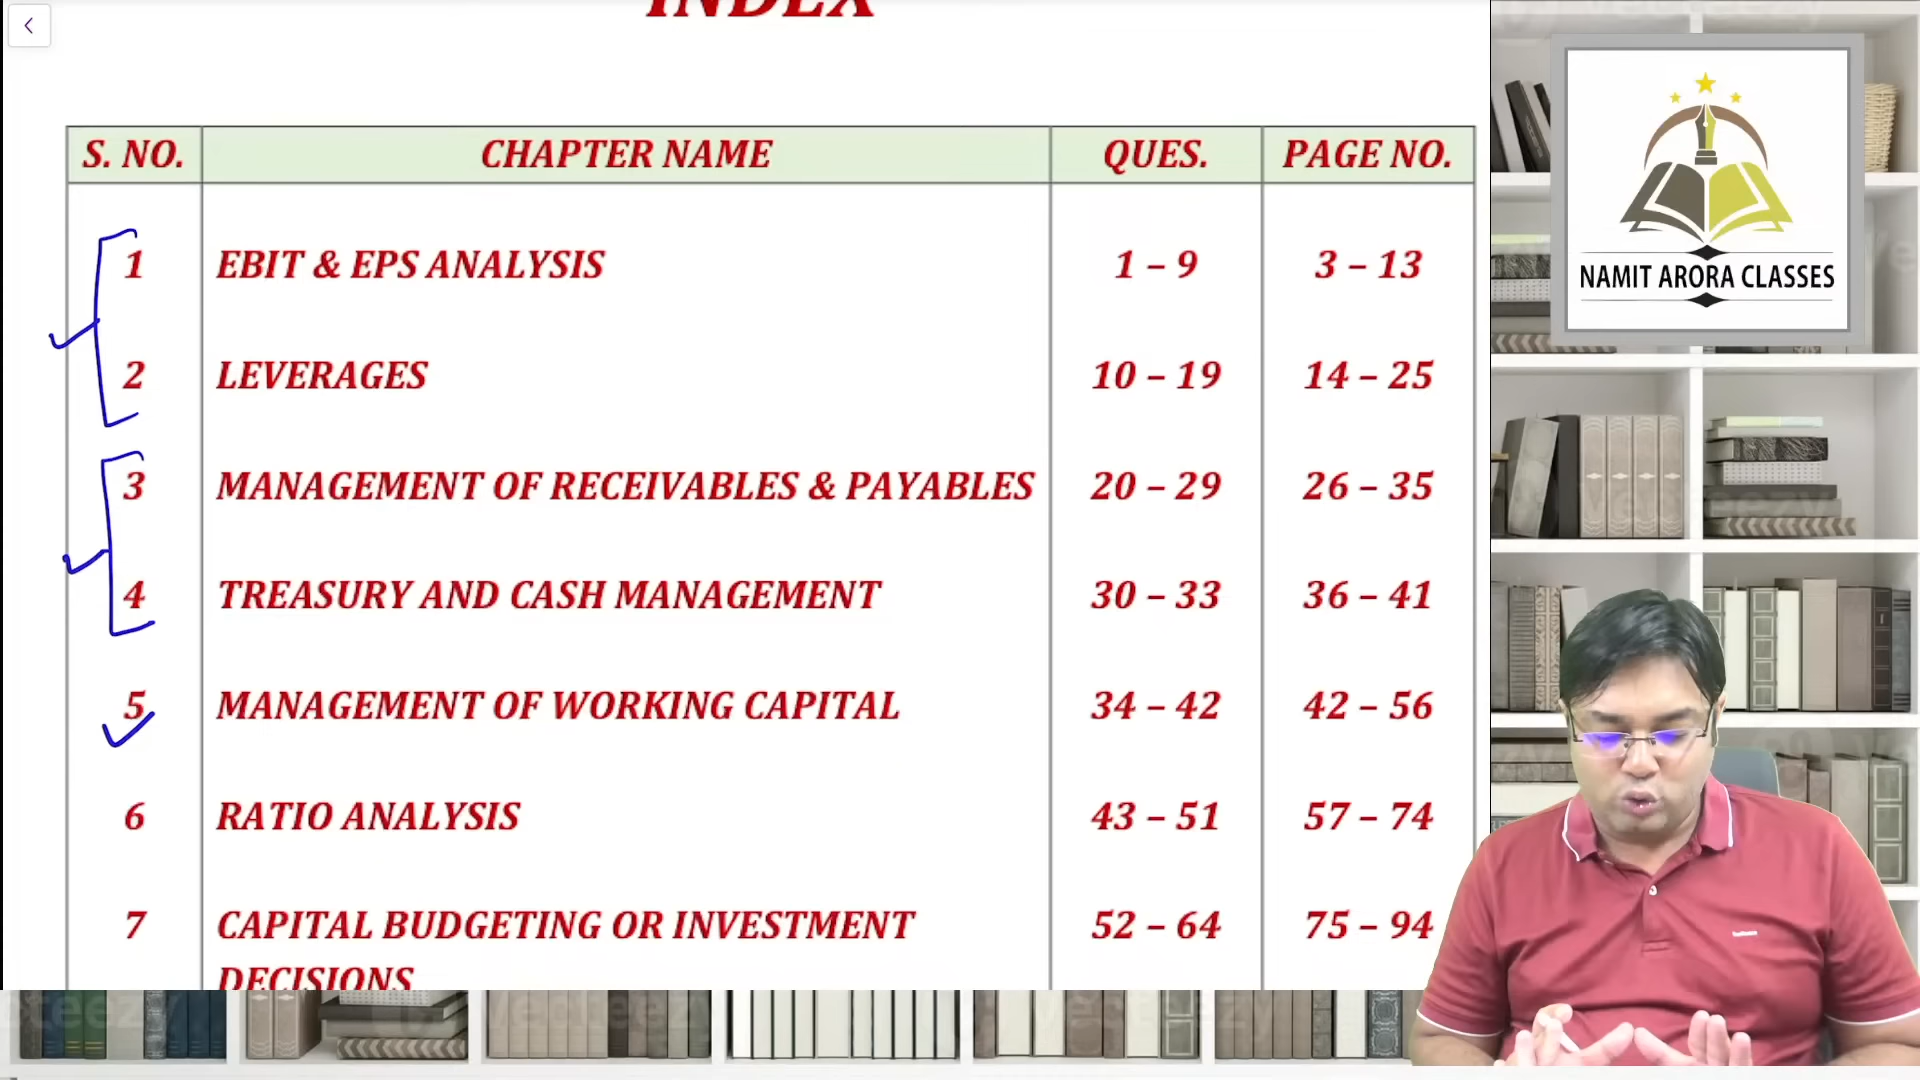 INDEX
S. NO. CHAPTER NAME QUES. PAGE NO.
1 EBIT & EPS ANALYSIS 1 – 9 3 – 13
2 LEVERAGES 10 – 19 14 – 25
3 MANAGEMENT OF RECEIVABLES & PAYABLES 20 – 29 26 – 35
4 TREASURY AND CASH MANAGEMENT 30 – 33 36 – 41
5 MANAGEMENT OF WORKING CAPITAL 34 – 42 42 – 56
6 RATIO ANALYSIS 43 – 51 57 – 74
7 CAPITAL BUDGETING OR INVESTMENT 52 – 64 75 – 94
DECISIONS
NAMIT ARORA CLASSES